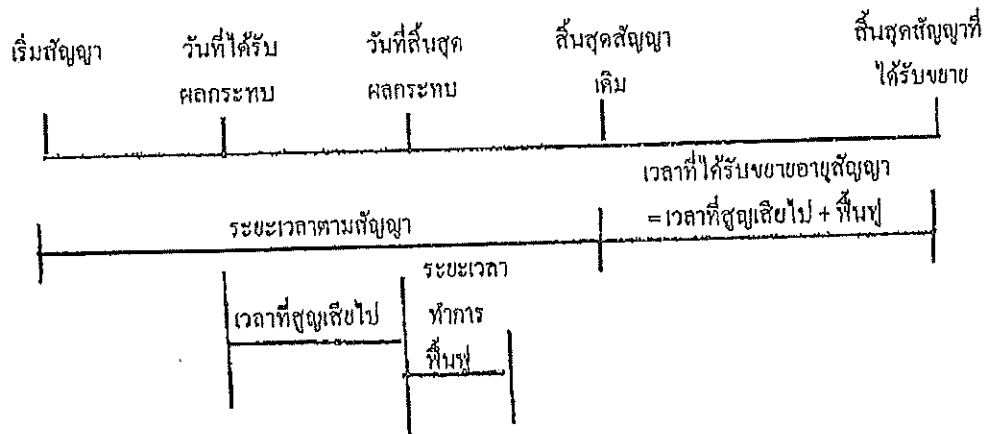 เริ่มสัญญา
วันที่ได้รับ
ผลกระทบ
วันที่สิ้นสุด
ผลกระทบ
สิ้นสุดสัญญา
เดิม
สิ้นสุดสัญญาที่
ได้รับขยาย
เวลาที่ได้รับขยายอายุสัญญา
=เวลาที่สูญเสียไป + ฟื้นฟู
ระยะเวลาตามสัญญา
เวลาที่สูญเสียไป
ระยะเวลา
ทำการ
ฟื้นฟู